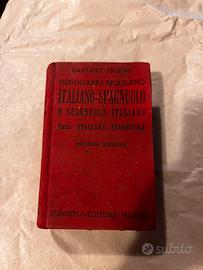 GAETANO FRISONI
DIZIONARIO MODERNO
ITALIANO-SPAGNUOLO
E SPAGNUOLO-ITALIANO
Parte ITALIANA-SPAGNUOLA
SECONDA EDIZIONE
U. HOEPLI-EDITORE-MILANO
subito